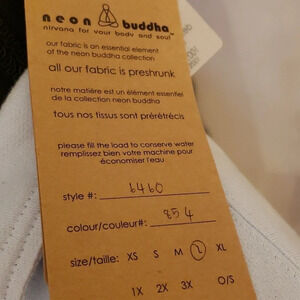 neon buddha™
nirvana for your body and soul
our fabric is an essential element
of the neon buddha collection
all our fabric is preshrunk
notre matière est un élément essentiel
de la collection neon buddha
tous nos tissus sont prérétrécis
please fill the load to conserve water
remplissez bien votre machine pour
économiser l'eau
style #: 6460
colour/couleur#: 854
size/taille: XS S M L XL
1X 2X 3X O/S